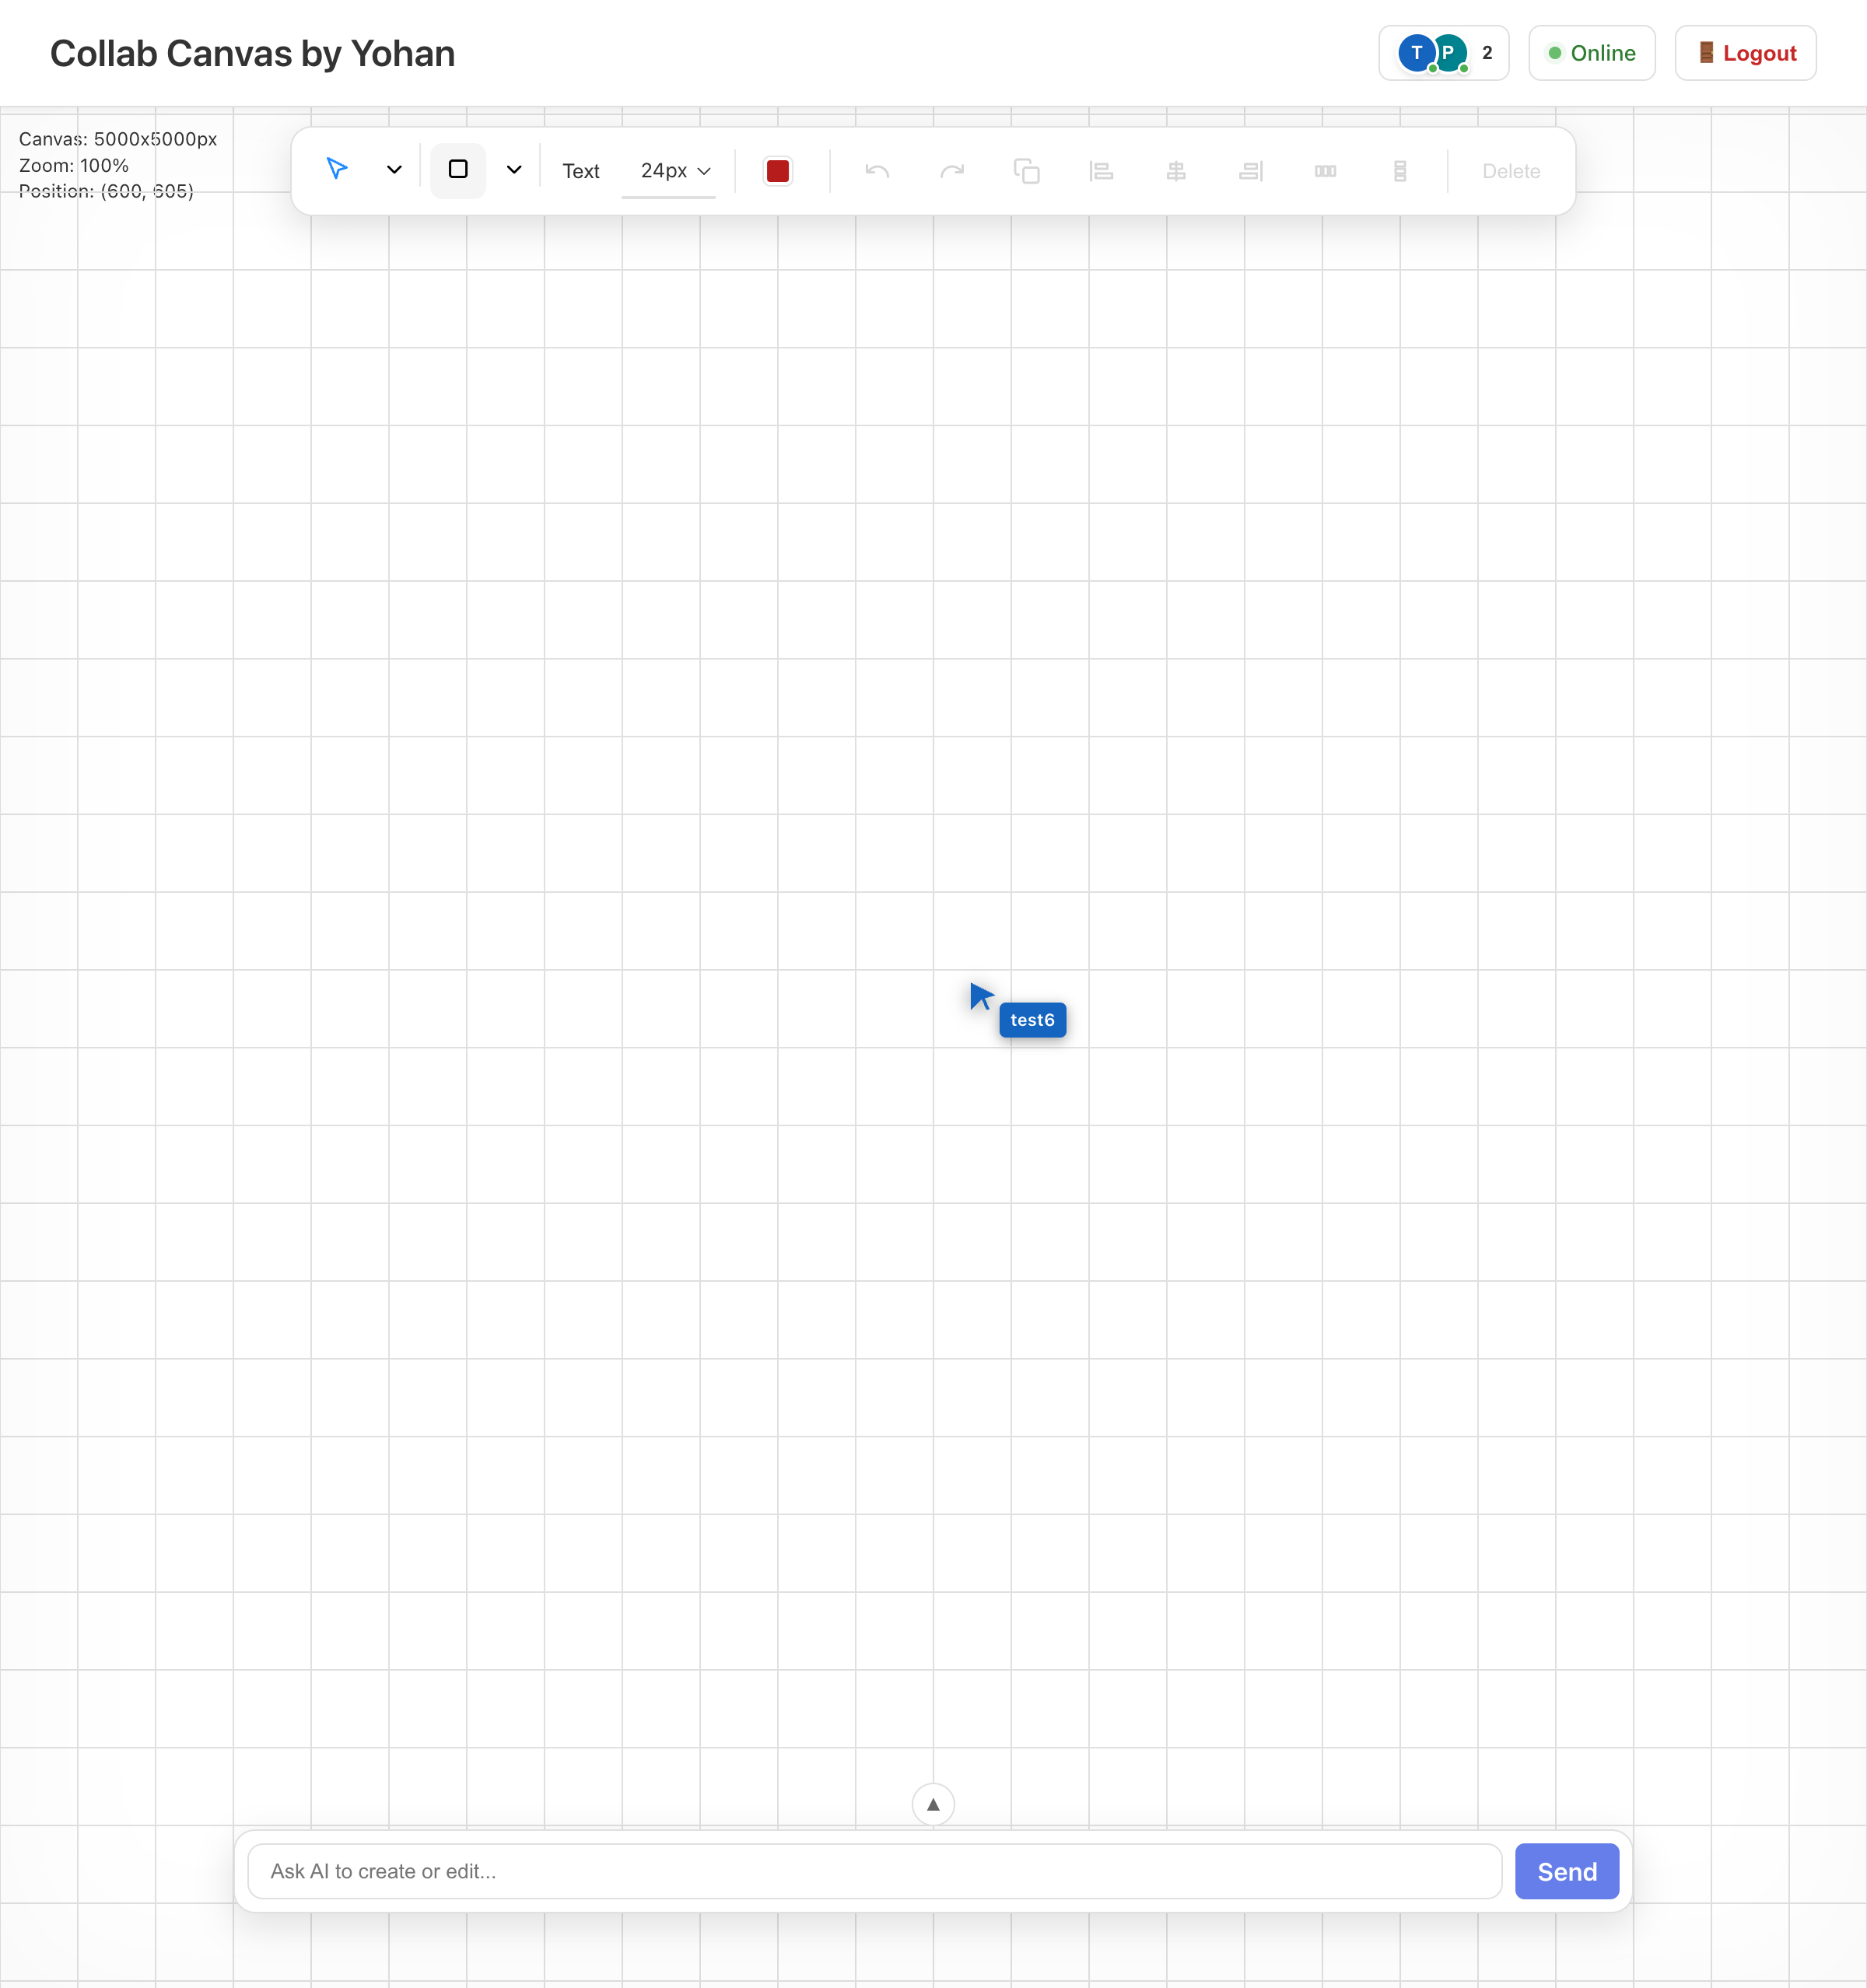 Collab Canvas by Yohan
T P 2
Online
Logout
Canvas: 5000x5000px
Zoom: 100%
Position: (600, 605)
Text 24px
Delete
test6
Ask AI to create or edit...
Send